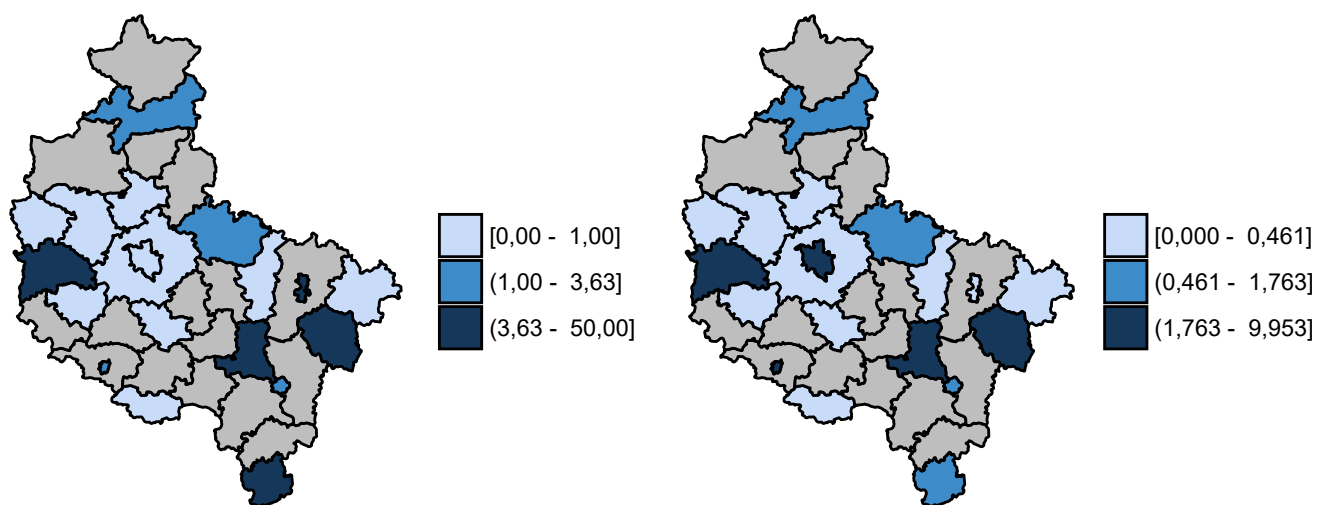 [0,00 - 1,00]
(1,00 - 3,63]
(3,63 - 50,00]
[0,000 - 0,461]
(0,461 - 1,763]
(1,763 - 9,953]